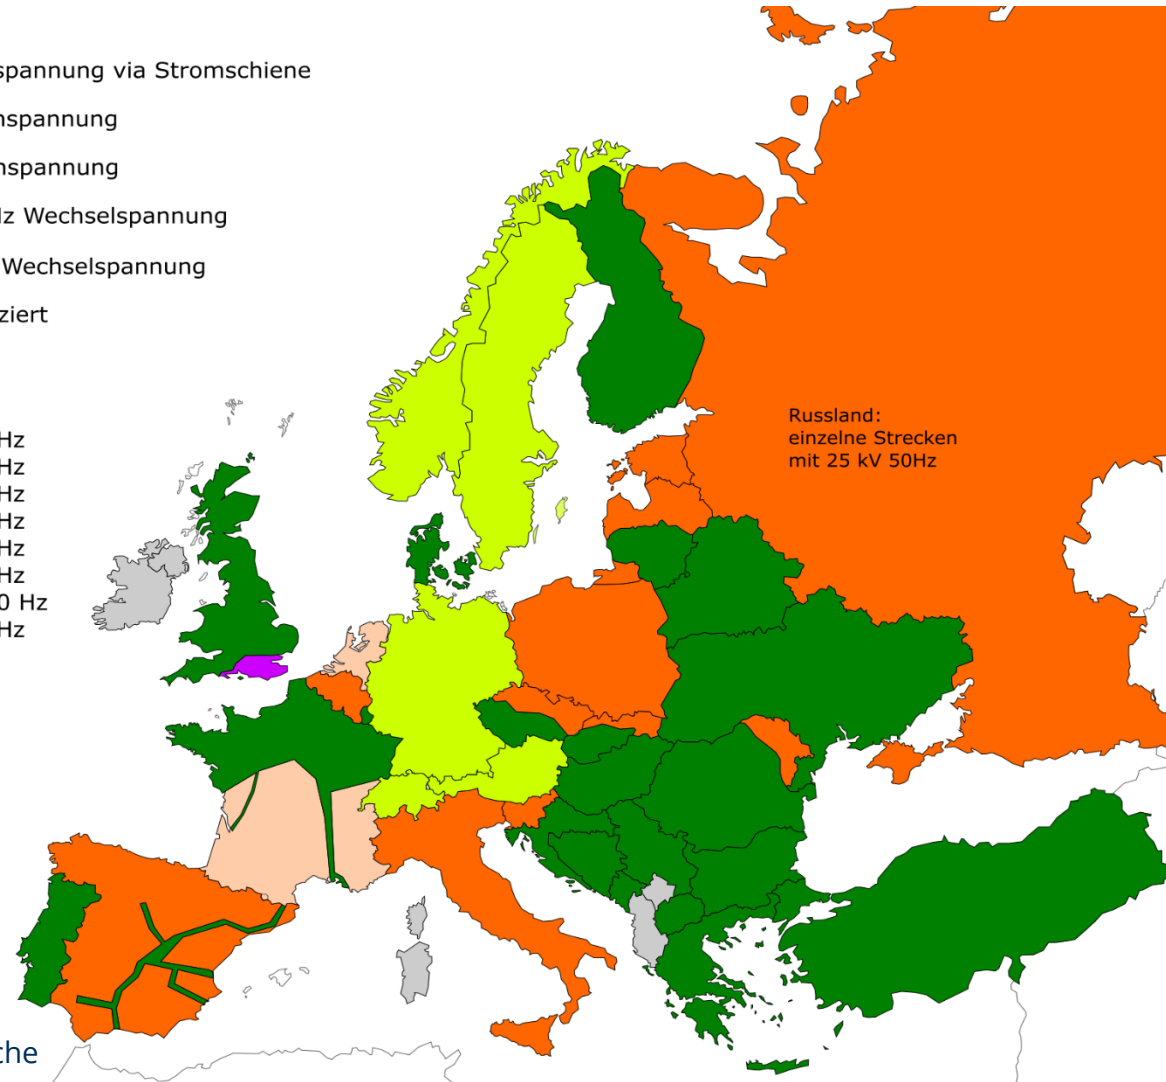 spannung via Stromschiene
nspannung
nspannung
lz Wechselspannung
Wechselspannung
ziert
Hz
Hz
Hz
Hz
Hz
Hz
0 Hz
Hz
Russland:
einzelne Strecken
mit 25 kV 50Hz
che